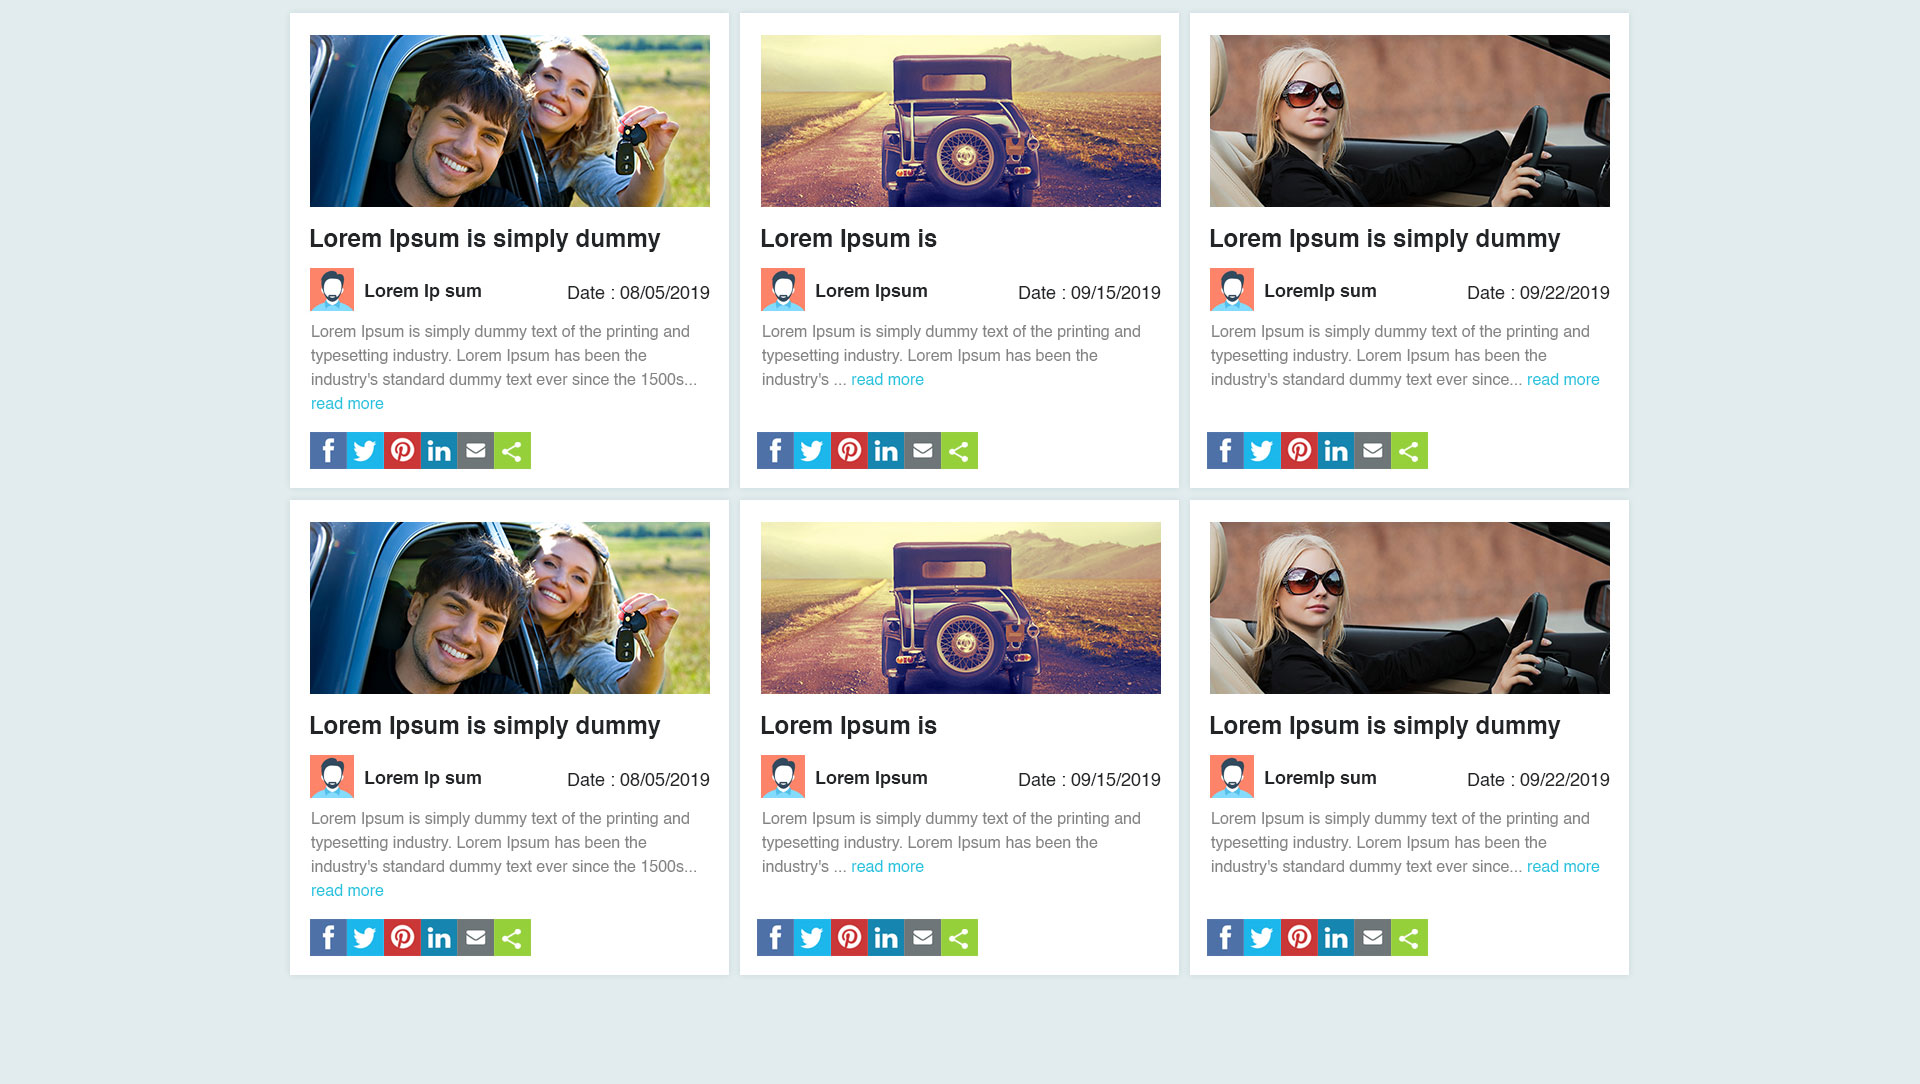 Lorem Ipsum is simply dummy
Lorem Ip sum
Date : 08/05/2019
Lorem Ipsum is simply dummy text of the printing and
typesetting industry. Lorem Ipsum has been the
industry's standard dummy text ever since the 1500s...
read more
Lorem Ipsum is
Lorem Ipsum
Date : 09/15/2019
Lorem Ipsum is simply dummy text of the printing and
typesetting industry. Lorem Ipsum has been the
industry's ... read more
Lorem Ipsum is simply dummy
LoremIp sum
Date : 09/22/2019
Lorem Ipsum is simply dummy text of the printing and
typesetting industry. Lorem Ipsum has been the
industry's standard dummy text ever since... read more
Lorem Ipsum is simply dummy
Lorem Ip sum
Date : 08/05/2019
Lorem Ipsum is simply dummy text of the printing and
typesetting industry. Lorem Ipsum has been the
industry's standard dummy text ever since the 1500s...
read more
Lorem Ipsum is
Lorem Ipsum
Date : 09/15/2019
Lorem Ipsum is simply dummy text of the printing and
typesetting industry. Lorem Ipsum has been the
industry's ... read more
Lorem Ipsum is simply dummy
LoremIp sum
Date : 09/22/2019
Lorem Ipsum is simply dummy text of the printing and
typesetting industry. Lorem Ipsum has been the
industry's standard dummy text ever since... read more